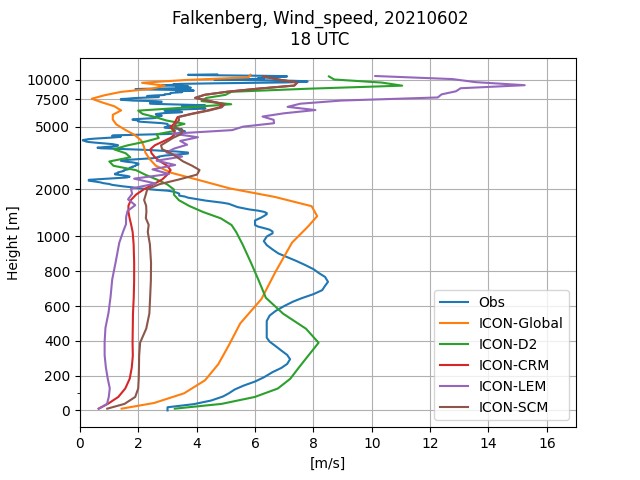 Falkenberg, Wind_speed, 20210602
18 UTC
Height [m]
10000
7500
5000
2000
1000
800
600
400
200
0
Obs
ICON-Global
ICON-D2
ICON-CRM
ICON-LEM
ICON-SCM
0 2 4 6 8 10 12 14 16
[m/s]